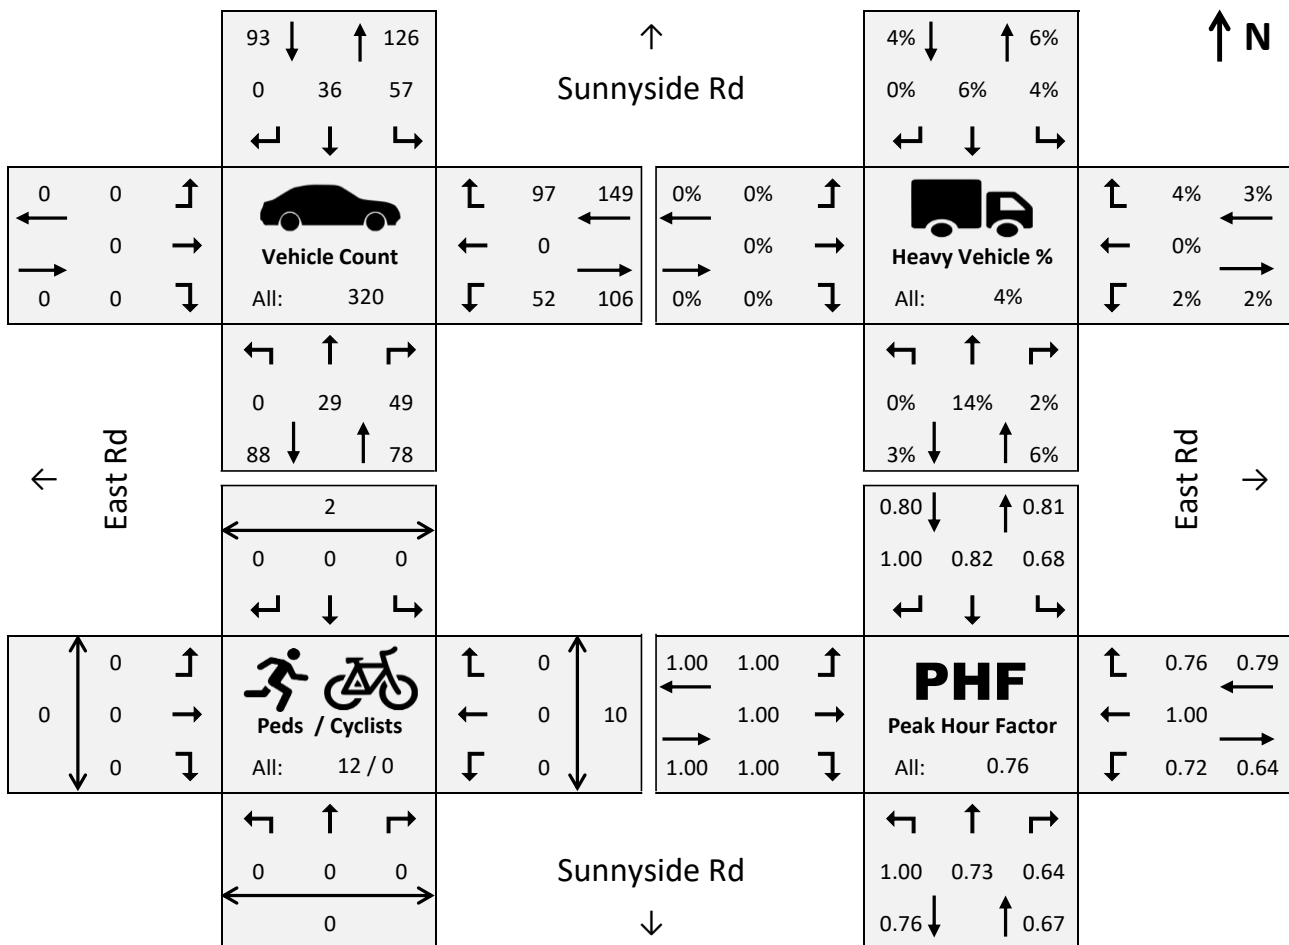 93 126 4% 6% N
Sunnyside Rd
0 36 57 0% 6% 4%
0 0 97 149 0% 0% 4% 3%
0 Vehicle Count 0 0% Heavy Vehicle % 0%
0 0 All: 320 52 106 0% 0% All: 4% 2% 2%
0 29 49 0% 14% 2%
88 78 3% 6%
East Rd East Rd
2 0.80 0.81
0 0 0 1.00 0.82 0.68
0 0 1.00 1.00 PHF 0.76 0.79
0 0 Peds / Cyclists 0 10 1.00 Peak Hour Factor 1.00
0 All: 12 / 0 0 1.00 1.00 All: 0.76 0.72 0.64
0 0 0 Sunnyside Rd 1.00 0.73 0.64
0 0.76 0.67